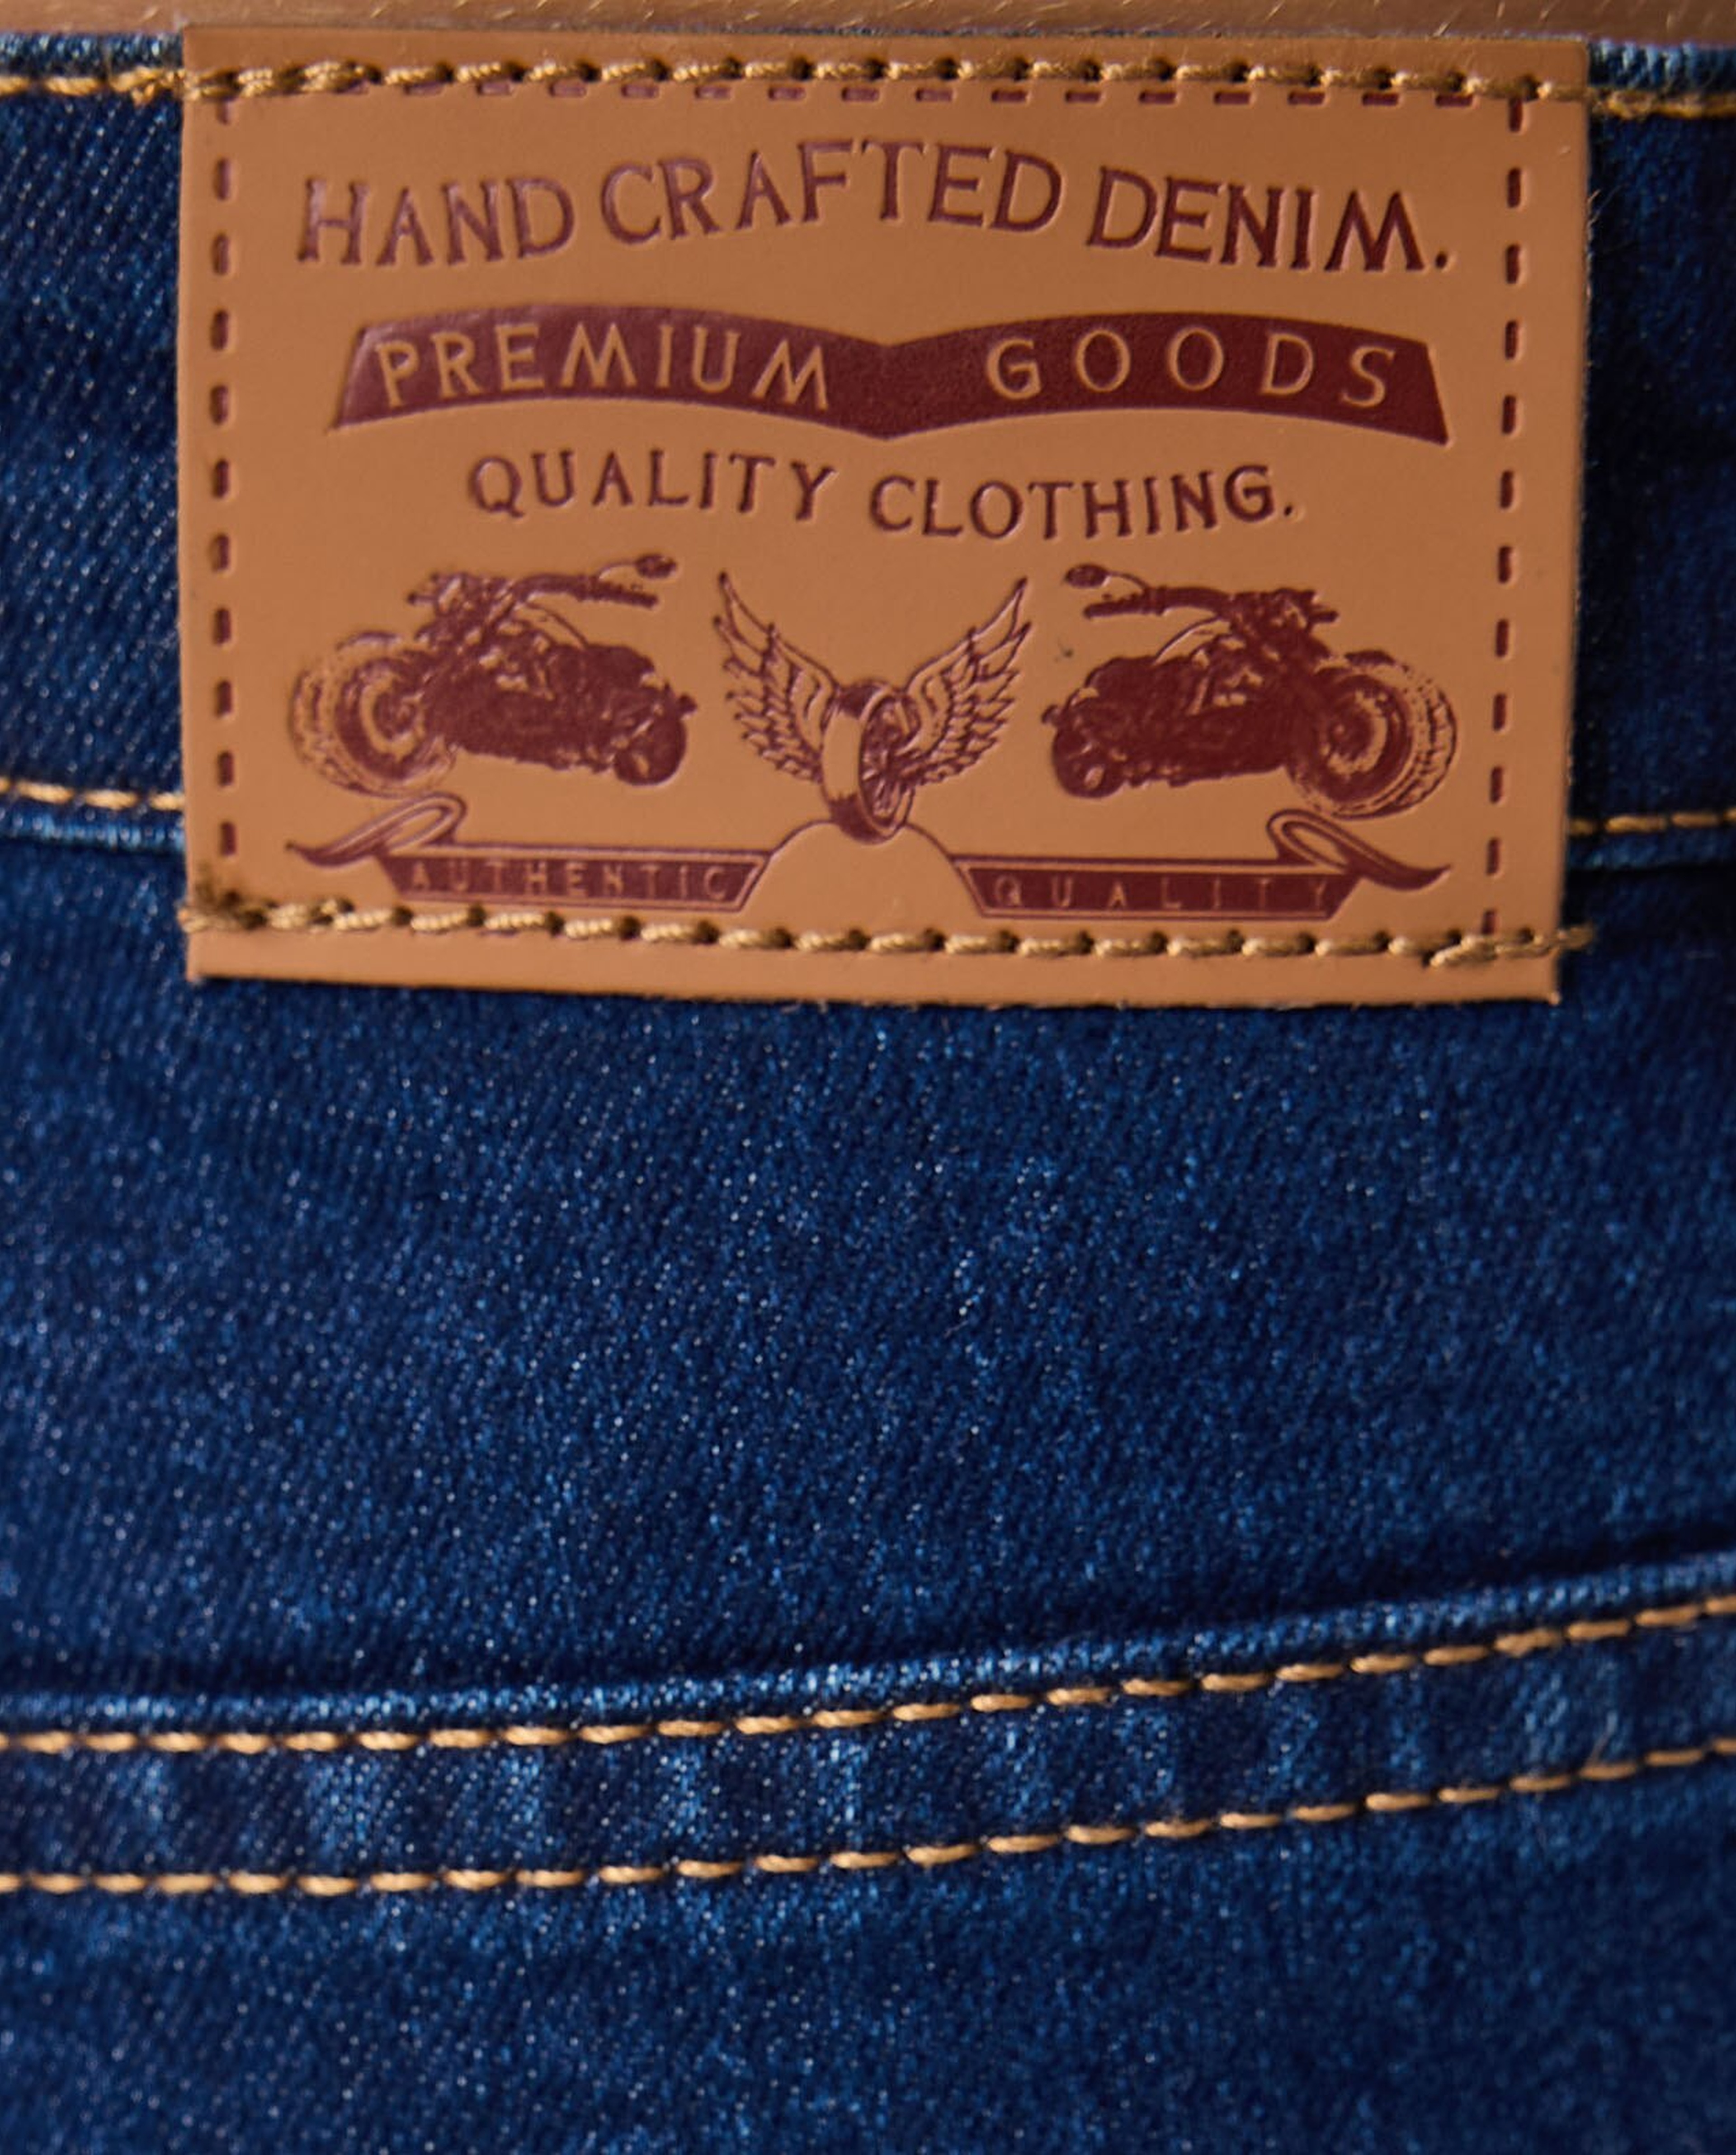 HAND CRAFTED DENIM.
PREMIUM GOODS
QUALITY CLOTHING.
AUTHENTIC QUALITY